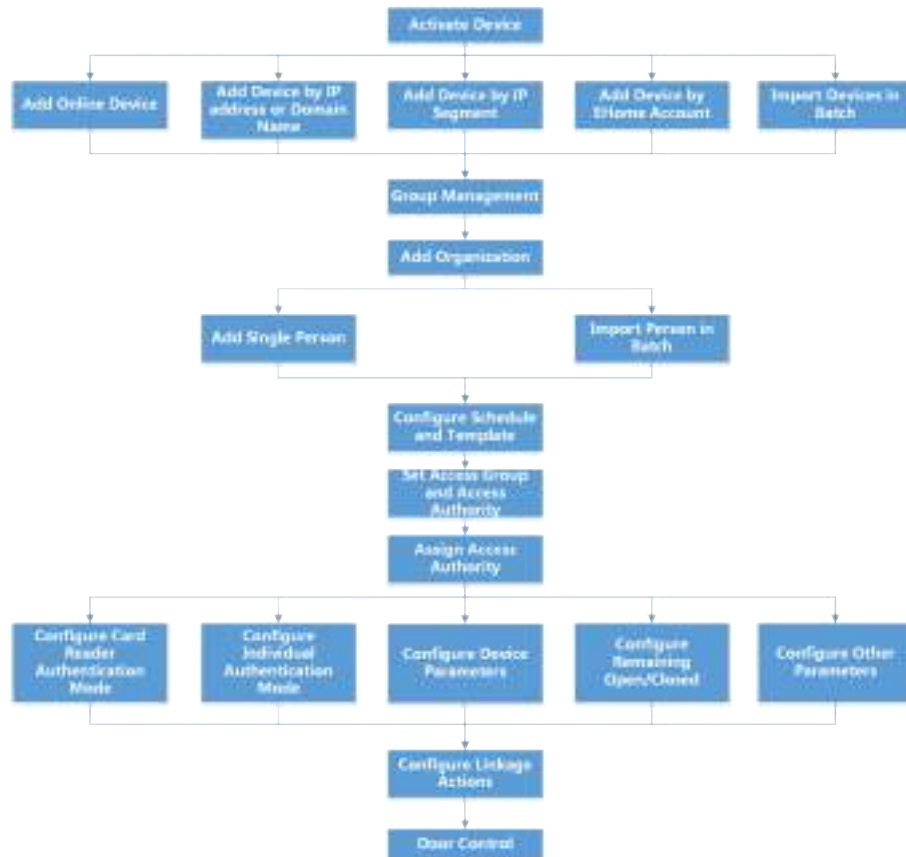 Activate Device
Add Online Device
Add Device by IP
address or Domain
Name
Add Device by IP
Segment
Add Device by
EHome Account
Import Devices in
Batch
Group Management
Add Organization
Add Single Person
Import Person in
Batch
Configure Schedule
and Template
Set Access Group
and Access
Authority
Assign Access
Authority
Configure Card
Reader
Authentication
Mode
Configure
Individual
Authentication
Mode
Configure Device
Parameters
Configure
Remaining
Open/Closed
Configure Other
Parameters
Configure Linkage
Actions
Door Control